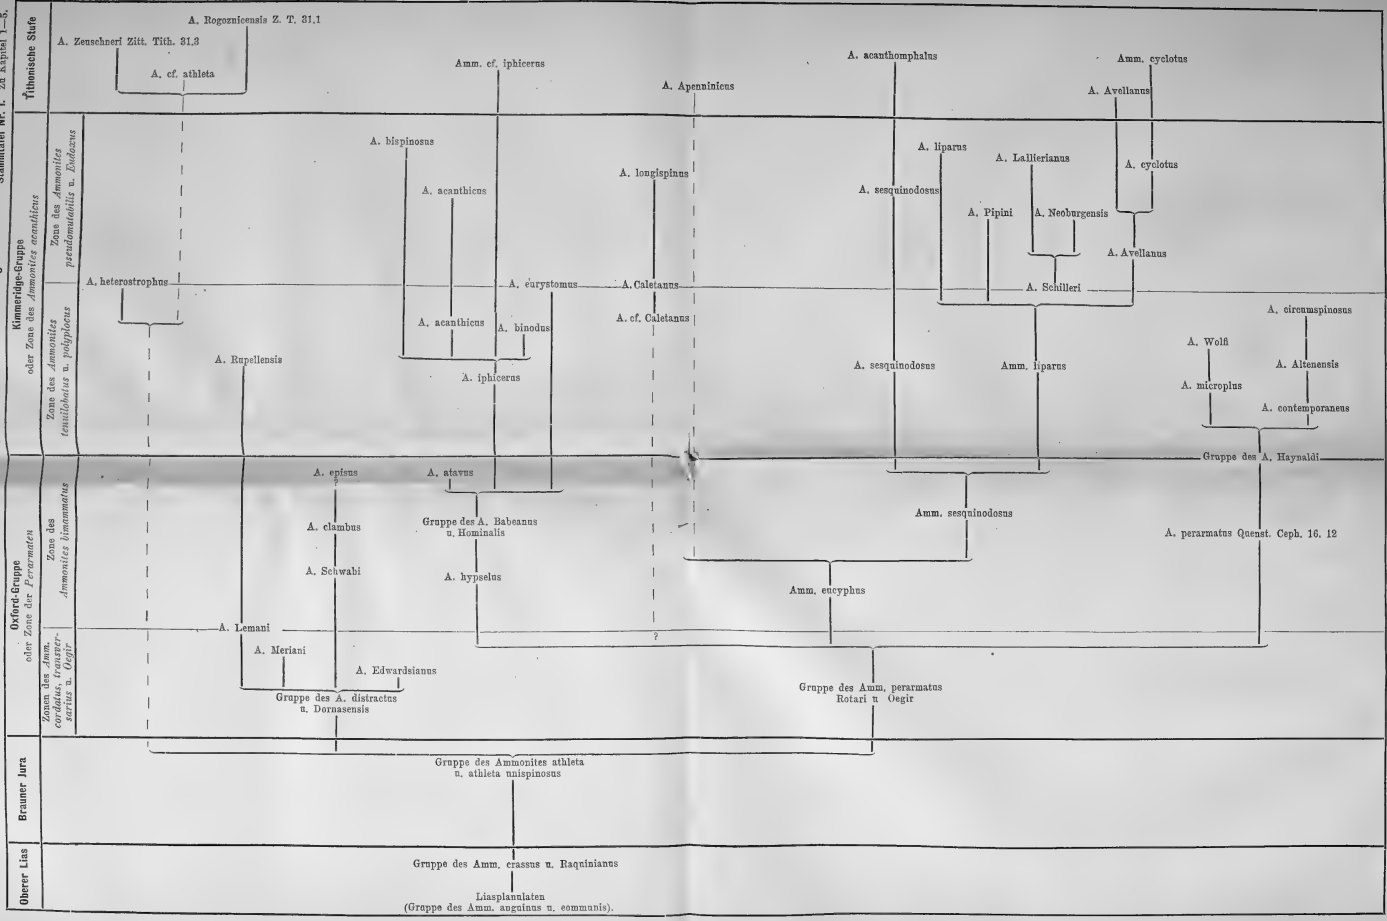 Stammtafel Nr. I. Zu Kapitel 1—5.
Tithonische Stufe
A. Rogoznicensis Z. T. 31.1
A. Zeuschneri Zitt. Tith. 31.3
A. cf. athleta
Amm. cf. iphicerus
A. Apenninicus
A. acanthomphalus
Amm. cyclotus
A. Avellanus
Kimmeridge-Gruppe
oder Zone des Ammonites acanthicus
Zone des Ammonites
pseudomutabilis u. Eudoxus
A. bispinosus
A. acanthicus
A. longispinus
A. sesquinodosus
A. liparus
A. Lallierianus
A. cyclotus
A. Pipini
A. Neoburgensis
A. Avellanus
A. heterostrophus
A. eurystomus
A. Caletanus
A. Schilleri
Zone des Ammonites
tenuilobatus u. polyplocus
A. cf. Caletanus
A. acanthicus
A. binodus
A. circumspinosus
A. Wolfi
A. Rupellensis
A. iphicerus
A. sesquinodosus
Amm. liparus
A. Altenensis
A. microplus
A. contemporaneus
Gruppe des A. Haynaldi
Oxford-Gruppe
oder Zone der Perarmaten
Zone des
Ammonites bimammatus
A. episus
?
A. atavus
A. clambus
Gruppe des A. Babeanus
u. Hominalis
Amm. sesquinodosus
A. perarmatus Quenst. Ceph. 16. 12
A. Schwabi
A. hypselus
Amm. eucyphus
A. Lemani
?
Zonen des Amm.
cordatus, transver-
sarius u. Oegir
A. Meriani
A. Edwardsianus
Gruppe des A. distractus
u. Dornasensis
Gruppe des Amm. perarmatus
Rotari u Oegir
Brauner Jura
Gruppe des Ammonites athleta
u. athleta unispinosus
Oberer Lias
Gruppe des Amm. crassus u. Raquinianus
Liasplanulaten
(Gruppe des Amm. anguinus u. communis).